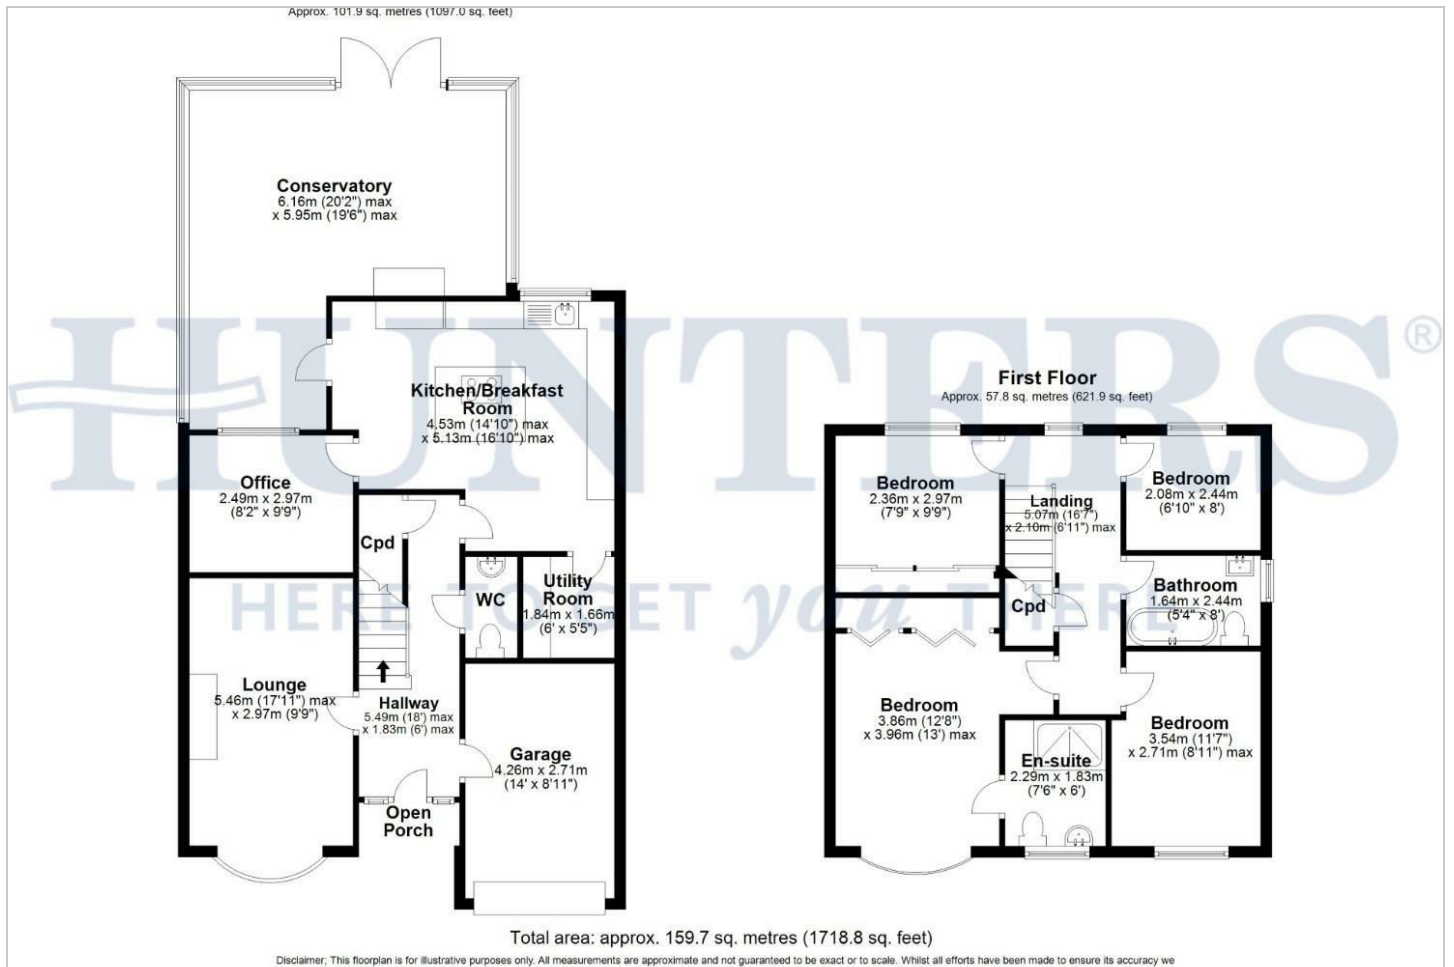 Approx. 101.9 sq. metres (1097.0 sq. feet)
Conservatory
6.16m (20'2") max
x 5.95m (19'6") max
HUNTERS®
HERE TO GET you THERE
Kitchen/Breakfast
Room
4.53m (14'10") max
x 5.13m (16'10") max
Office
2.49m x 2.97m
(8'2" x 9'9")
Cpd
WC
Utility
Room
1.84m x 1.66m
(6' x 5'5")
Lounge
5.46m (17'11") max
x 2.97m (9'9")
Hallway
5.49m (18') max
x 1.83m (6') max
Garage
4.26m x 2.71m
(14' x 8'11")
Open
Porch
First Floor
Approx. 57.8 sq. metres (621.9 sq. feet)
Bedroom
2.36m x 2.97m
(7'9" x 9'9")
Landing
5.07m (16'7")
x 2.10m (6'11") max
Bedroom
2.08m x 2.44m
(6'10" x 8')
Bathroom
1.64m x 2.44m
(5'4" x 8')
Cpd
Bedroom
3.86m (12'8")
x 3.96m (13') max
En-suite
2.29m x 1.83m
(7'6" x 6')
Bedroom
3.54m (11'7")
x 2.71m (8'11") max
Total area: approx. 159.7 sq. metres (1718.8 sq. feet)
Disclaimer; This floorplan is for illustrative purposes only. All measurements are approximate and not guaranteed to be exact or to scale. Whilst all efforts have been made to ensure its accuracy we